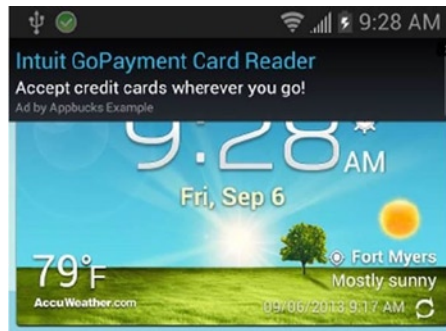 9:28 AM
Intuit GoPayment Card Reader
Accept credit cards wherever you go!
Ad by Appbucks Example
9:28 AM
Fri, Sep 6
79°F
Fort Myers
Mostly sunny
AccuWeather.com
09/06/2013 9:17 AM